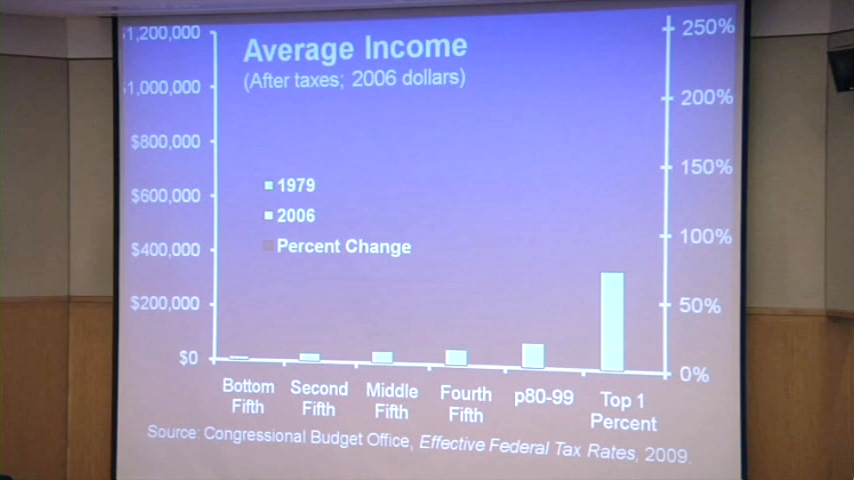 Average Income
(After taxes; 2006 dollars)
$1,200,000
$1,000,000
$800,000
$600,000
$400,000
$200,000
$0
250%
200%
150%
100%
50%
0%
1979
2006
Percent Change
Bottom Fifth
Second Fifth
Middle Fifth
Fourth Fifth
p80-99
Top 1 Percent
Source: Congressional Budget Office, Effective Federal Tax Rates, 2009.